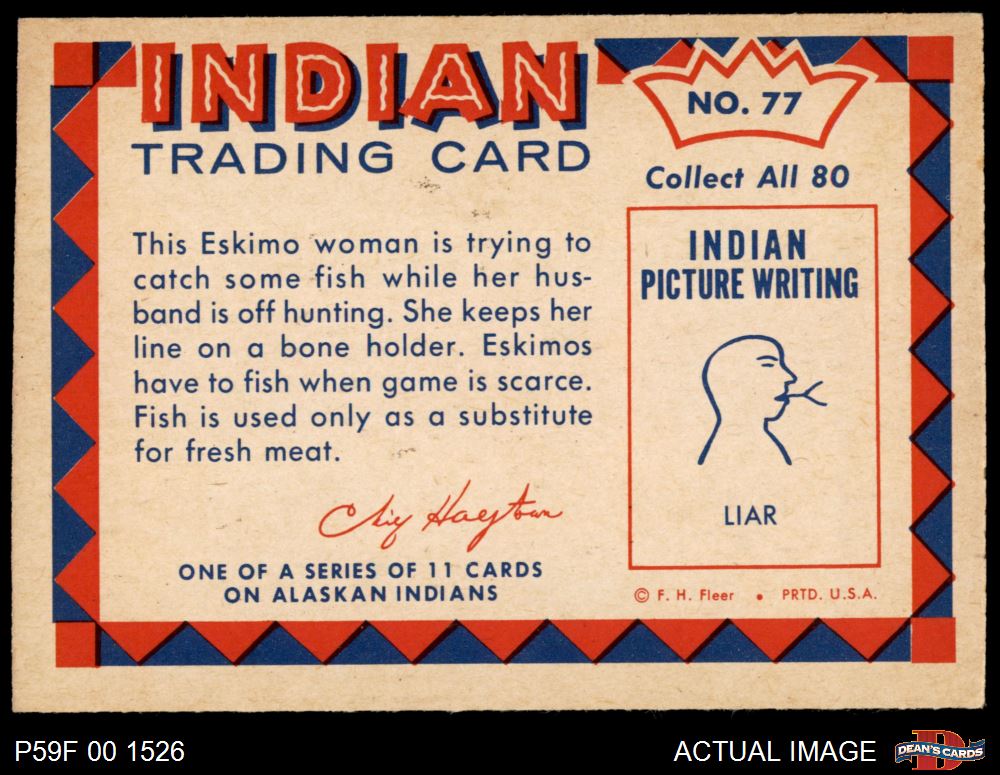 INDIAN
TRADING CARD
NO. 77
Collect All 80
This Eskimo woman is trying to
catch some fish while her hus-
band is off hunting. She keeps her
line on a bone holder. Eskimos
have to fish when game is scarce.
Fish is used only as a substitute
for fresh meat.
Chief Hagstrom
ONE OF A SERIES OF 11 CARDS
ON ALASKAN INDIANS
INDIAN
PICTURE WRITING
LIAR
© F. H. Fleer • PRTD. U.S.A.
P59F 00 1526
ACTUAL IMAGE
D
DEAN'S CARDS